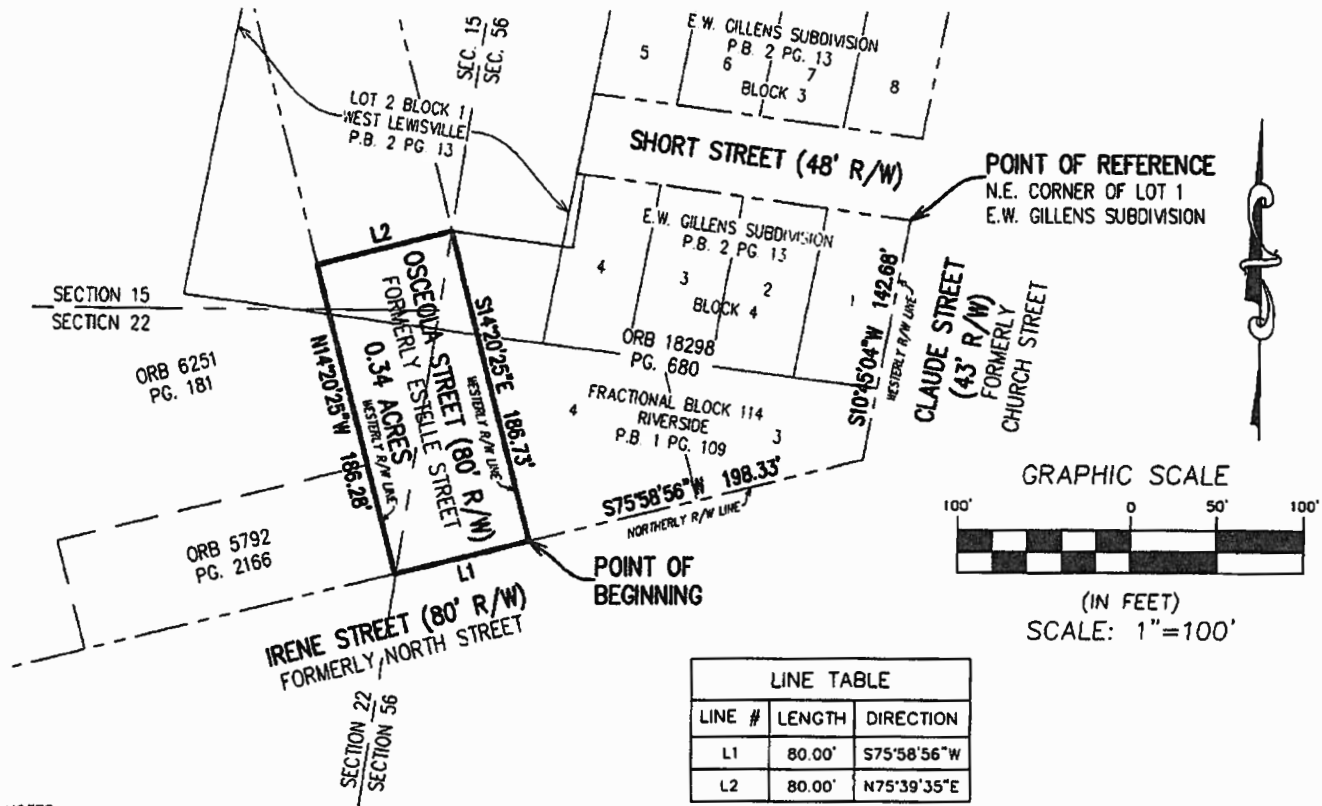 SEC. 15
SEC. 56
E.W. GILLENS SUBDIVISION
P.B. 2 PG. 13
5
6
7
8
BLOCK 3
LOT 2 BLOCK 1
WEST LEWISVILLE
P.B. 2 PG 13
SHORT STREET (48' R/W)
POINT OF REFERENCE
N.E. CORNER OF LOT 1
E.W. GILLENS SUBDIVISION
L2
E.W. GILLENS SUBDIVISION
P.B. 2 PG. 13
4
3
2
1
BLOCK 4
SECTION 15
SECTION 22
ORB 6251
PG. 181
N14°20'25"W 186.28'
WESTERLY R/W LINE
0.34 ACRES
FORMERLY ESTELLE STREET
OSCEOLA STREET (80' R/W)
WESTERLY R/W LINE
S14°20'25"E 186.73'
ORB 18298
PG. 680
FRACTIONAL BLOCK 114
RIVERSIDE
P.B. 1 PG. 109
4
3
S10°45'04"W 142.68'
WESTERLY R/W LINE
CLAUDE STREET
(43' R/W)
FORMERLY
CHURCH STREET
S75°58'56"W 198.33'
NORTHERLY R/W LINE
ORB 5792
PG. 2166
L1
POINT OF
BEGINNING
IRENE STREET (80' R/W)
FORMERLY NORTH STREET
SECTION 22
SECTION 56
GRAPHIC SCALE
100' 0 50' 100'
(IN FEET)
SCALE: 1"=100'
LINE TABLE
LINE # LENGTH DIRECTION
L1 80.00' S75°58'56"W
L2 80.00' N75°39'35"E